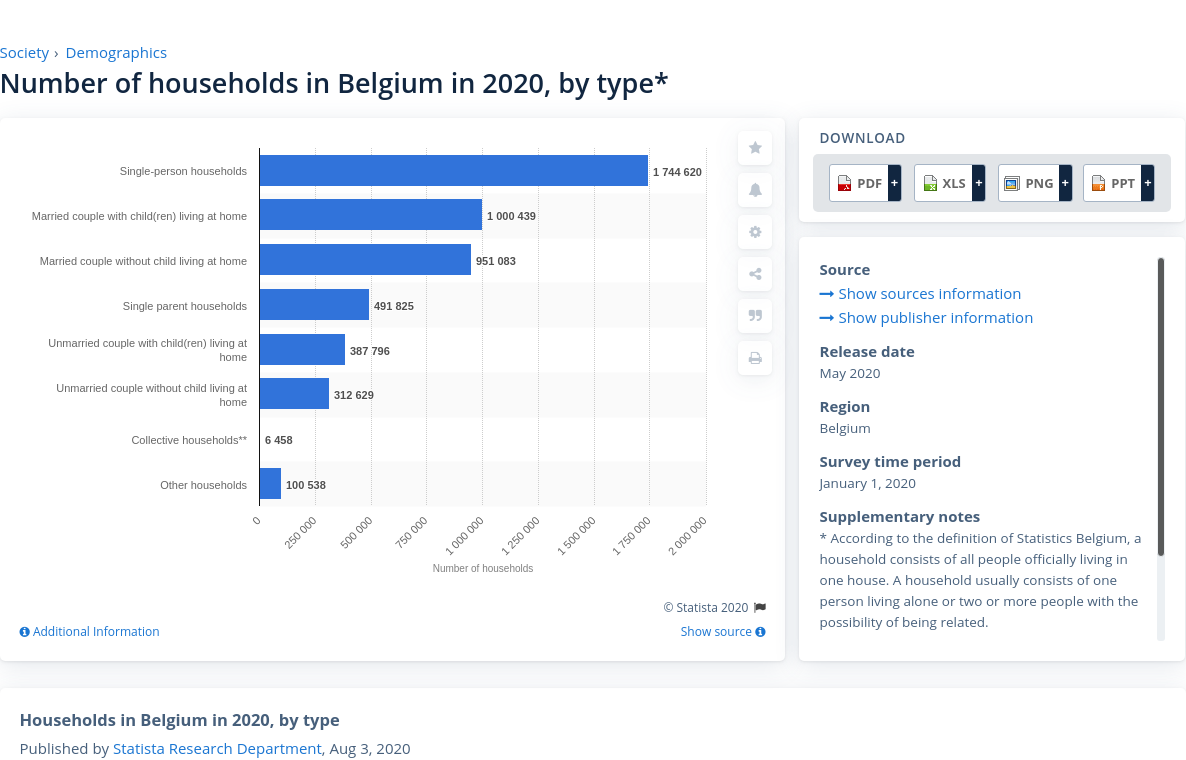 Society › Demographics
Number of households in Belgium in 2020, by type*
Single-person households
1 744 620
Married couple with child(ren) living at home
1 000 439
Married couple without child living at home
951 083
Single parent households
491 825
Unmarried couple with child(ren) living at
home
387 796
Unmarried couple without child living at
home
312 629
Collective households**
6 458
Other households
100 538
0
250 000
500 000
750 000
1 000 000
1 250 000
1 500 000
1 750 000
2 000 000
Number of households
© Statista 2020
Additional Information
Show source
DOWNLOAD
PDF +
XLS +
PNG +
PPT +
Source
Show sources information
Show publisher information
Release date
May 2020
Region
Belgium
Survey time period
January 1, 2020
Supplementary notes
* According to the definition of Statistics Belgium, a
household consists of all people officially living in
one house. A household usually consists of one
person living alone or two or more people with the
possibility of being related.
Households in Belgium in 2020, by type
Published by Statista Research Department, Aug 3, 2020